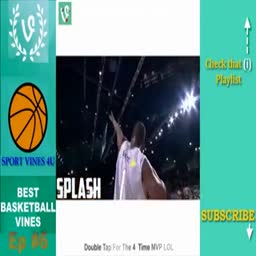 SPORT VINES 4U
BEST
BASKETBALL
VINES
Ep #6
SPLASH
Double Tap For The 4 Time MVP LOL
Check that (i)
Playlist
SUBSCRIBE